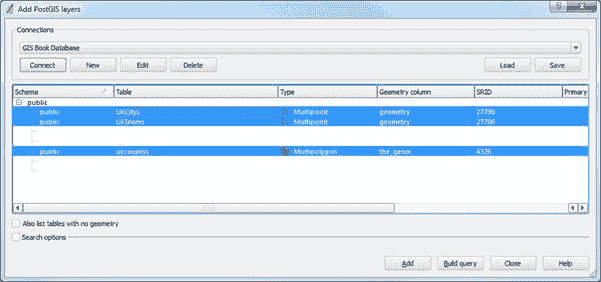 Add PostGIS layers
Connections
GIS Book Database
Connect New Edit Delete Load Save
Schema Table Type Geometry column SRID Primary
public
public UkCitys Multipoint geometry 27700
public UkTowns Multipoint geometry 27700
public ukcountys Multipolygon the_geom 4326
Also list tables with no geometry
Search options
Add Build query Close Help